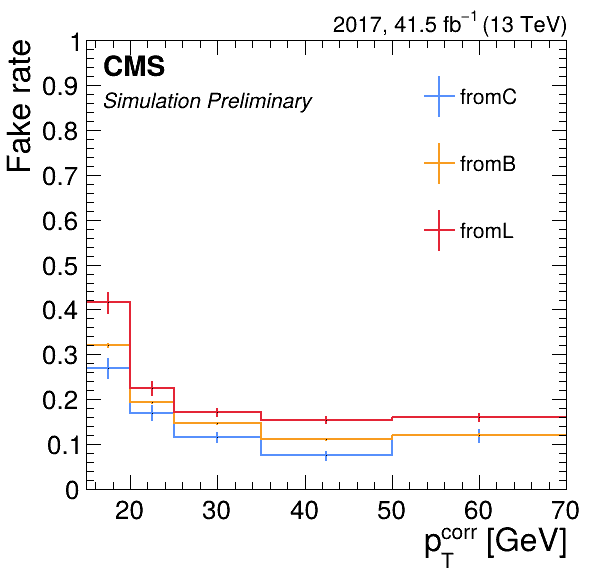 2017, 41.5 fb⁻¹ (13 TeV)
CMS
Simulation Preliminary
fromC
fromB
fromL
Fake rate
1
0.9
0.8
0.7
0.6
0.5
0.4
0.3
0.2
0.1
0
20 30 40 50 60 70
p_T^corr [GeV]